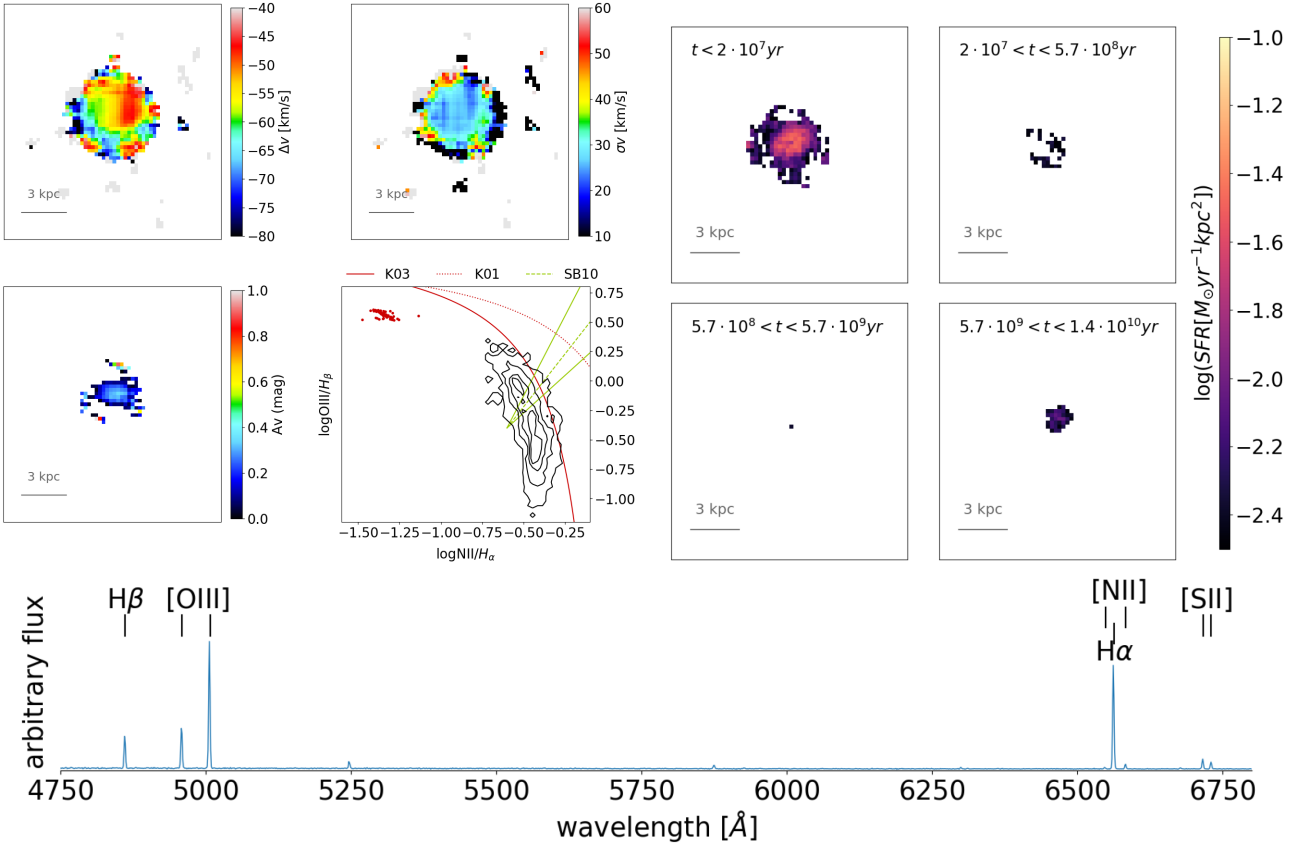 −40
−45
−50
−55
−60
−65
−70
−75
−80
Δv [km/s]
3 kpc
60
50
40
30
20
10
σv [km/s]
3 kpc
t < 2 · 10⁷yr
3 kpc
2 · 10⁷ < t < 5.7 · 10⁸yr
3 kpc
−1.0
−1.2
−1.4
−1.6
−1.8
−2.0
−2.2
−2.4
log(SFR[M⊙yr⁻¹kpc²])
1.0
0.8
0.6
0.4
0.2
0.0
Av (mag)
3 kpc
K03 K01 SB10
0.75
0.50
0.25
0.00
−0.25
−0.50
−0.75
−1.00
logOIII/Hβ
−1.50 −1.25 −1.00 −0.75 −0.50 −0.25
logNII/Hα
5.7 · 10⁸ < t < 5.7 · 10⁹yr
3 kpc
5.7 · 10⁹ < t < 1.4 · 10¹⁰yr
3 kpc
Hβ [OIII] [NII] [SII]
Hα
arbitrary flux
4750 5000 5250 5500 5750 6000 6250 6500 6750
wavelength [Å]